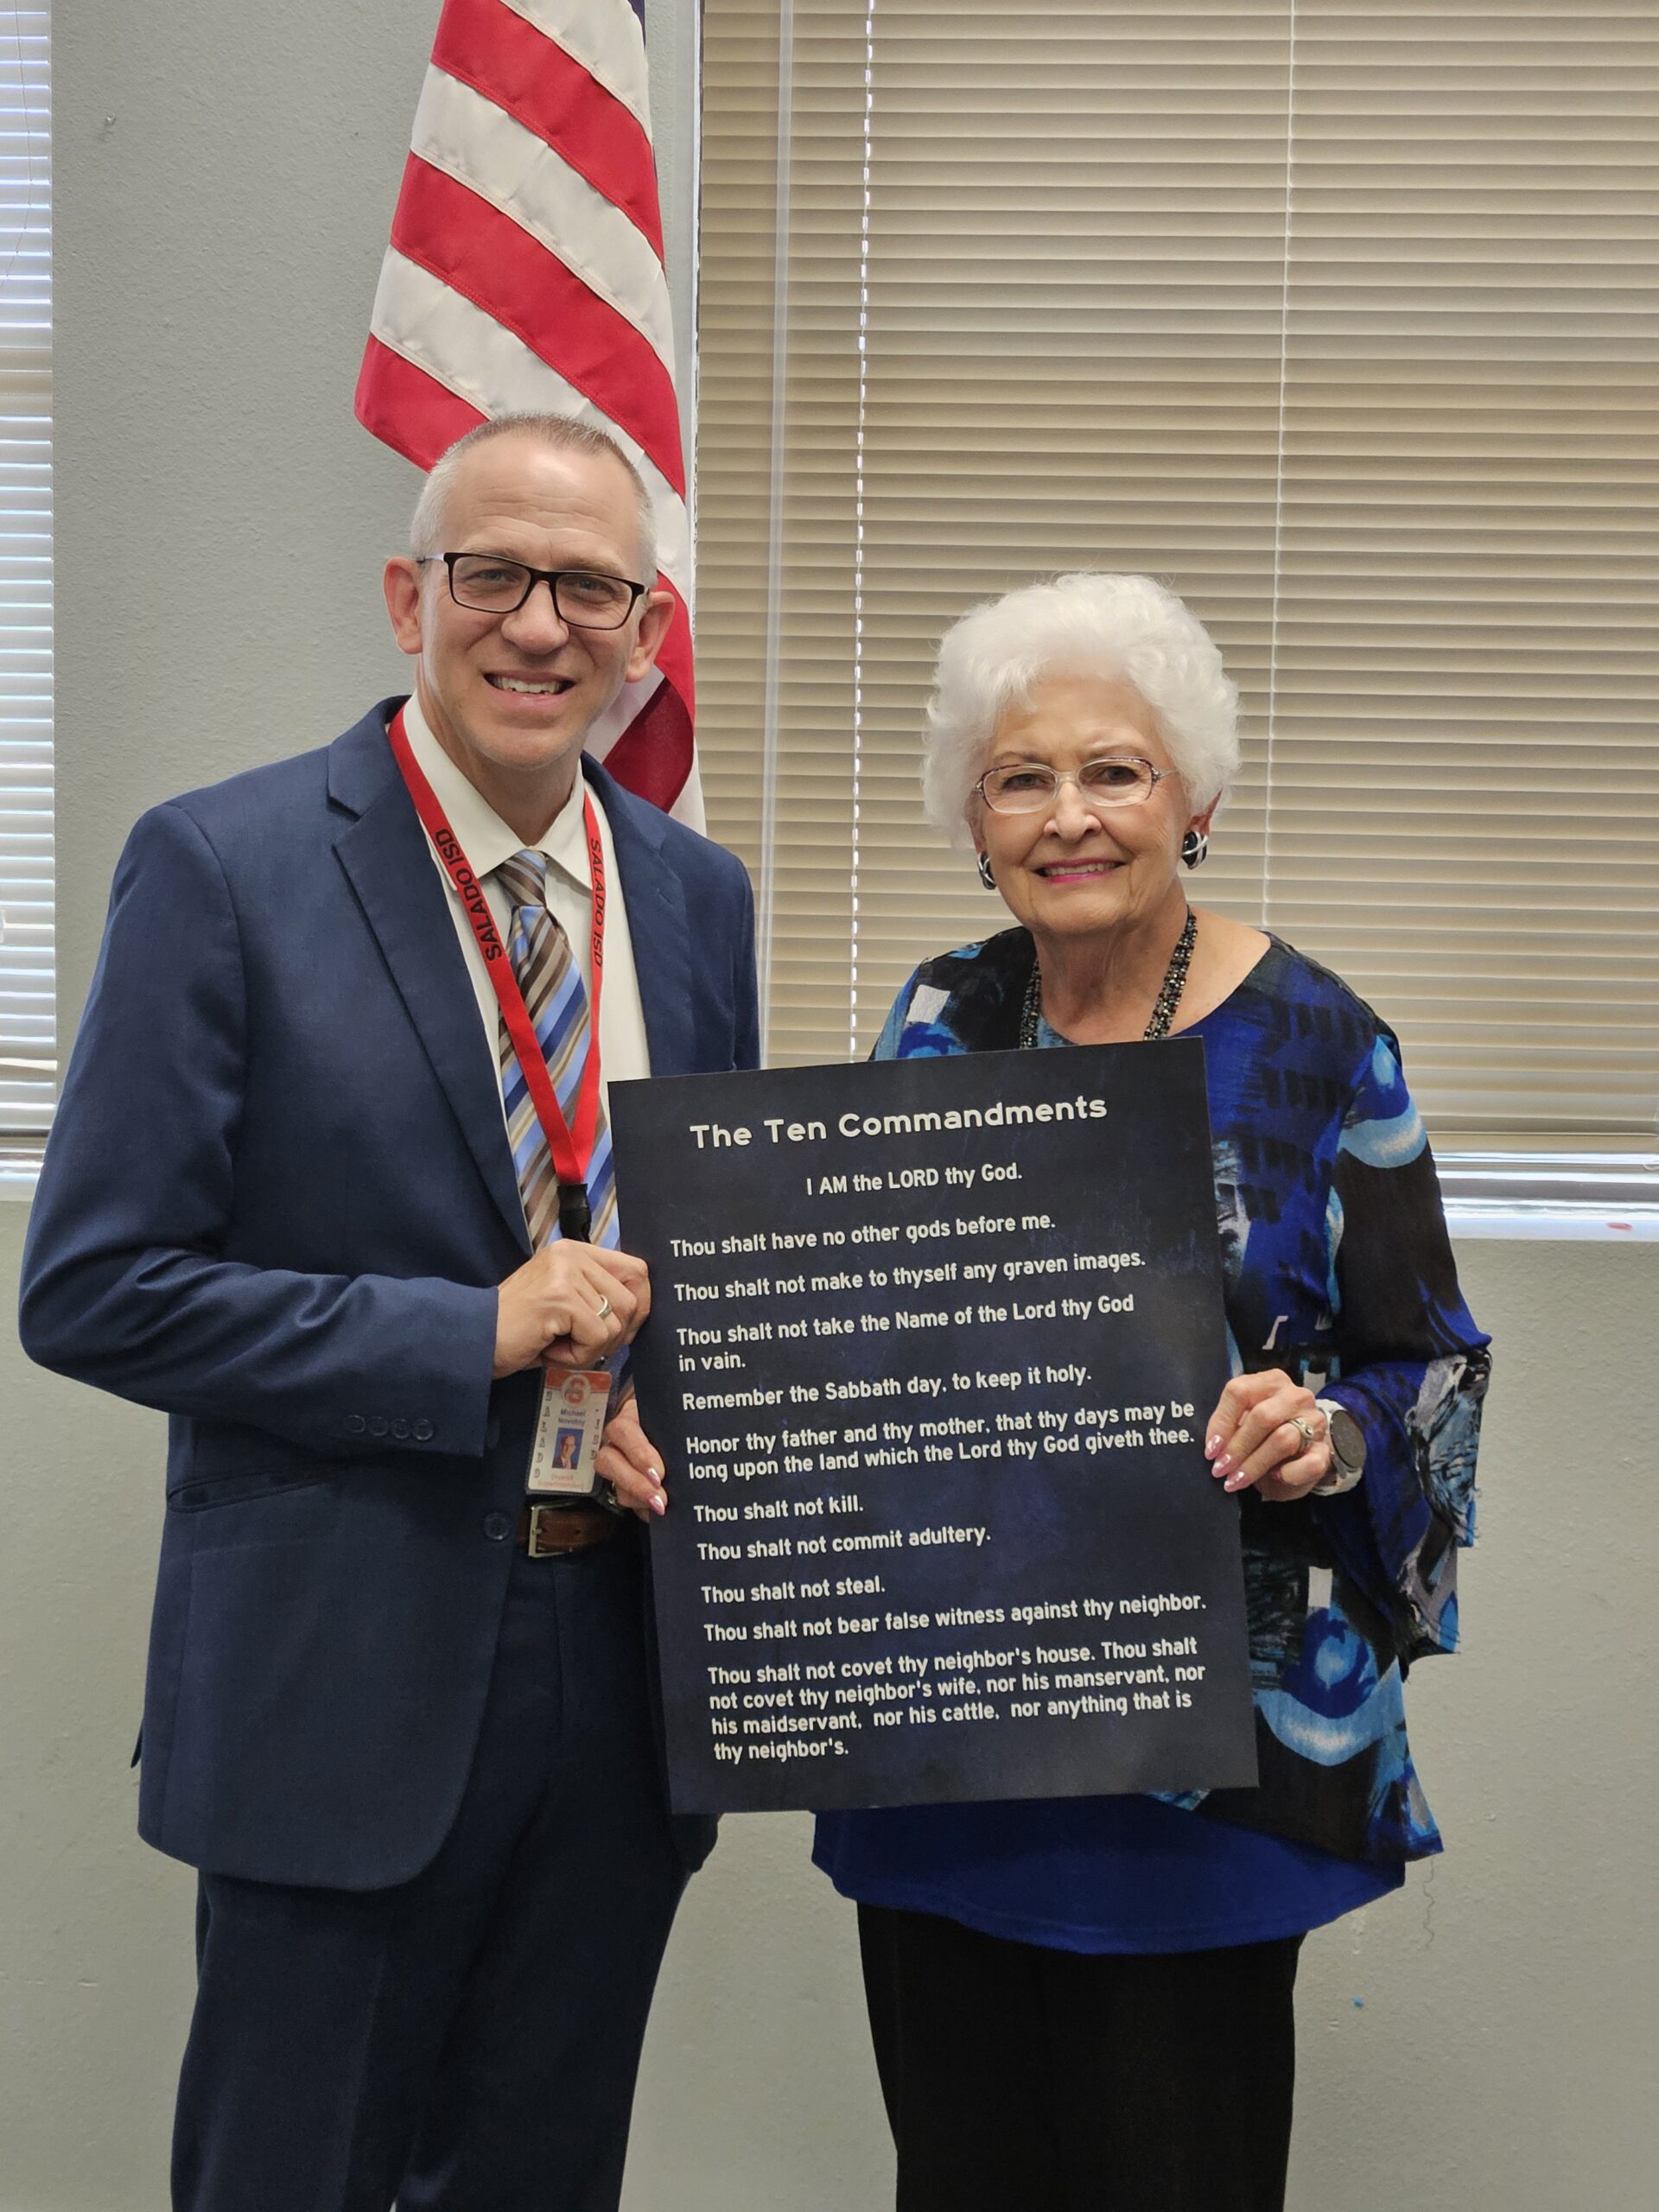 SALADO ISD
SALADO ISD
The Ten Commandments
I AM the LORD thy God.
Thou shalt have no other gods before me.
Thou shalt not make to thyself any graven images.
Thou shalt not take the Name of the Lord thy God
in vain.
Remember the Sabbath day, to keep it holy.
Honor thy father and thy mother, that thy days may be
long upon the land which the Lord thy God giveth thee.
Thou shalt not kill.
Thou shalt not commit adultery.
Thou shalt not steal.
Thou shalt not bear false witness against thy neighbor.
Thou shalt not covet thy neighbor's house. Thou shalt
not covet thy neighbor's wife, nor his manservant, nor
his maidservant, nor his cattle, nor anything that is
thy neighbor's.
S
Michael
Novotny
District